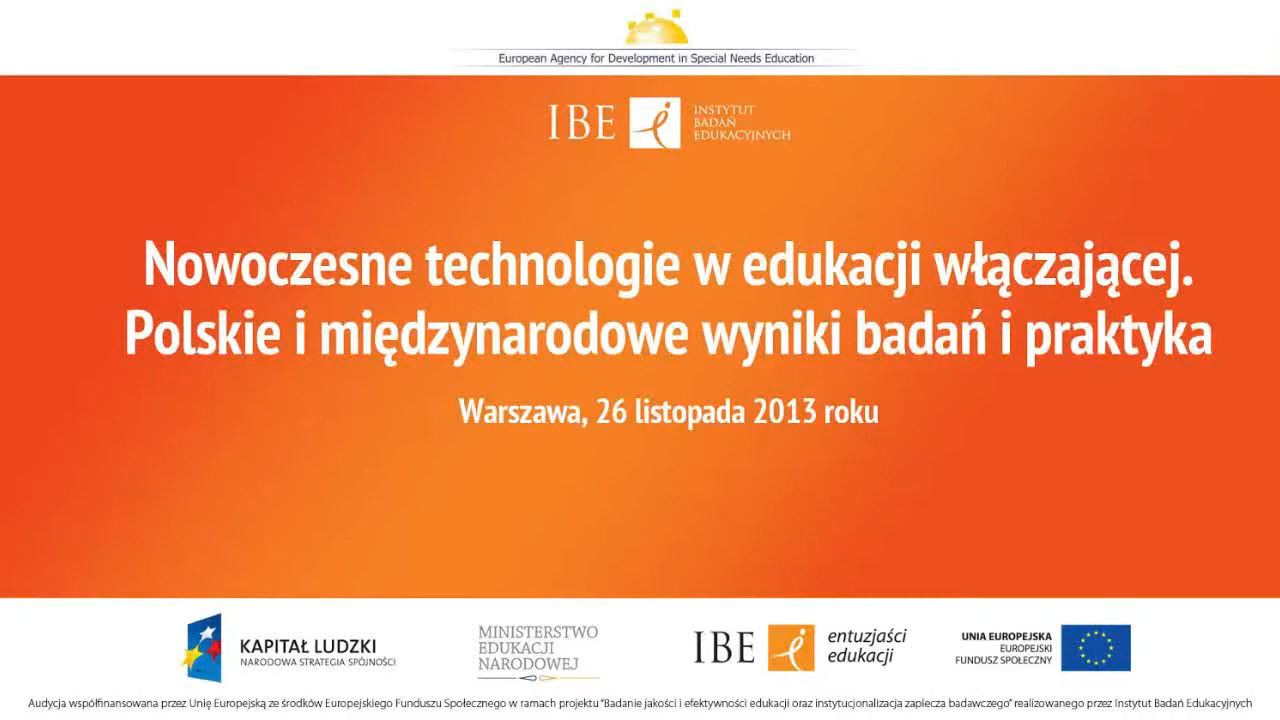 European Agency for Development in Special Needs Education
IBE
INSTYTUT
BADAŃ
EDUKACYJNYCH
Nowoczesne technologie w edukacji włączającej.
Polskie i międzynarodowe wyniki badań i praktyka
Warszawa, 26 listopada 2013 roku
KAPITAŁ LUDZKI
NARODOWA STRATEGIA SPÓJNOŚCI
MINISTERSTWO
EDUKACJI
NARODOWEJ
IBE
entuzjaści
edukacji
UNIA EUROPEJSKA
EUROPEJSKI
FUNDUSZ SPOŁECZNY
Audycja współfinansowana przez Unię Europejską ze środków Europejskiego Funduszu Społecznego w ramach projektu "Badanie jakości i efektywności edukacji oraz instytucjonalizacja zaplecza badawczego" realizowanego przez Instytut Badań Edukacyjnych